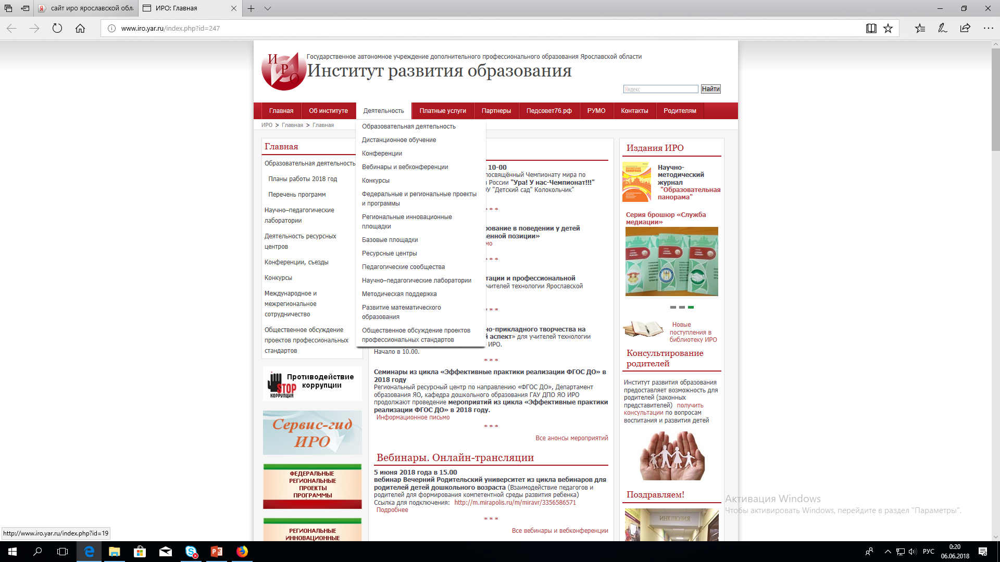 сайт иро ярославской обла
ИРО: Главная
www.iro.yar.ru/index.php?id=247
И Р О
Государственное автономное учреждение дополнительного профессионального образования Ярославской области
Институт развития образования
Яндекс
Найти
Главная
Об институте
Деятельность
Платные услуги
Партнеры
Педсовет76.рф
РУМО
Контакты
Родителям
ИРО > Главная > Главная
Главная
Образовательная деятельность
Планы работы 2018 год
Перечень программ
Научно–педагогические
лаборатории
Деятельность ресурсных
центров
Конференции, съезды
Конкурсы
Международное и
межрегиональное
сотрудничество
Общественное обсуждение
проектов профессиональных
стандартов
Противодействие
коррупции
STOP
КОРРУПЦИЯ
Сервис-гид
ИРО
ФЕДЕРАЛЬНЫЕ
РЕГИОНАЛЬНЫЕ
ПРОЕКТЫ
ПРОГРАММЫ
РЕГИОНАЛЬНЫЕ
ИННОВАЦИОННЫЕ
Образовательная деятельность
Дистанционное обучение
Конференции
Вебинары и вебконференции
Конкурсы
Федеральные и региональные проекты
и программы
Региональные инновационные
площадки
Базовые площадки
Ресурсные центры
Педагогические сообщества
Научно–педагогические лаборатории
Методическая поддержка
Развитие математического
образования
Общественное обсуждение проектов
профессиональных стандартов
10-00
посвящённый Чемпионату мира по
в России "Ура! У нас-Чемпионат!!!"
ОУ "Детский сад" Колокольчик"
* * *
рование в поведении у детей
венной позиции»
мо
* * *
тации и профессиональной
учителей технологии Ярославской
* * *
но-прикладного творчества на
й аспект» для учителей технологии
ИРО.
Начало в 10.00.
* * *
Семинары из цикла «Эффективные практики реализации ФГОС ДО» в
2018 году
Региональный ресурсный центр по направлению «ФГОС ДО», Департамент
образования ЯО, кафедра дошкольного образования ГАУ ДПО ЯО ИРО
продолжают проведение мероприятий из цикла «Эффективные практики
реализации ФГОС ДО» в 2018 году.
Информационное письмо
* * *
Все анонсы мероприятий
Вебинары. Онлайн-трансляции
5 июня 2018 года в 15.00
вебинар Вечерний Родительский университет из цикла вебинаров для
родителей детей дошкольного возраста (Взаимодействие педагогов и
родителей для формирования компетентной среды развития ребенка)
Ссылка для подключения: http://m.mirapolis.ru/m/miravr/3356586571
Подробнее
* * *
Все вебинары и вебконференции
Издания ИРО
Научно-
методический
журнал
"Образовательная
панорама"
Серия брошюр «Служба
медиации»
Новые
поступления в
библиотеку ИРО
Консультирование
родителей
Институт развития образования
предоставляет возможность для
родителей (законных
представителей) получить
консультации по вопросам
воспитания и развития детей
Поздравляем!
ИНКЛЮЗИЯ
Активация Windows
Чтобы активировать Windows, перейдите в раздел "Параметры".
http://www.iro.yar.ru/index.php?id=19
РУС
0:20
06.06.2018